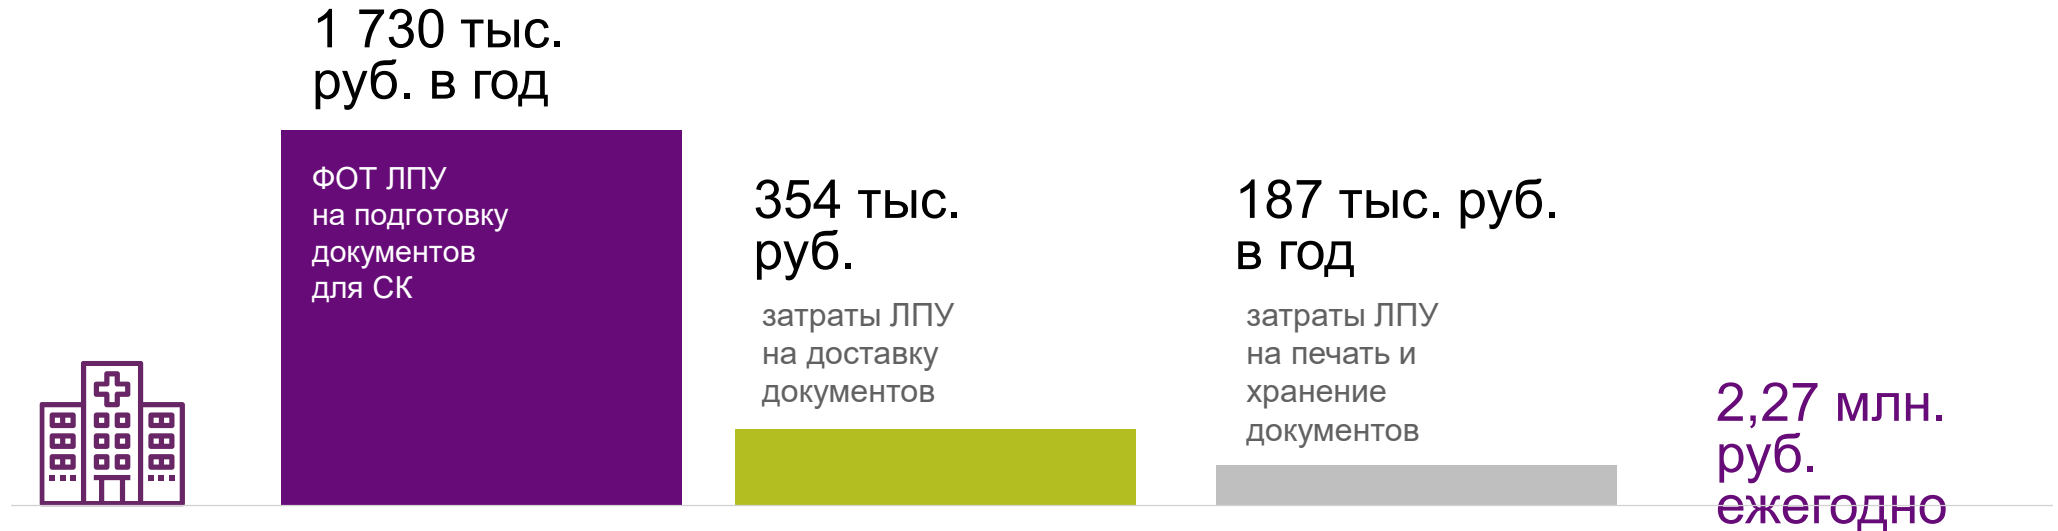 1 730 тыс.
руб. в год
ФОТ ЛПУ
на подготовку
документов
для СК
354 тыс.
руб.
затраты ЛПУ
на доставку
документов
187 тыс. руб.
в год
затраты ЛПУ
на печать и
хранение
документов
2,27 млн.
руб.
ежегодно